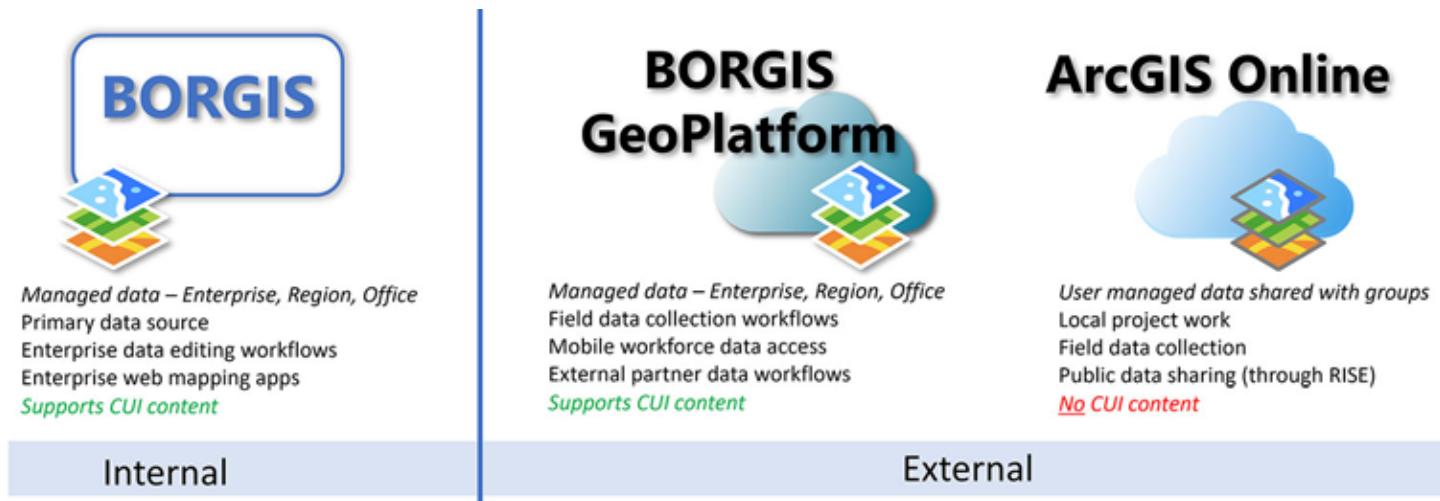 BORGIS
Managed data – Enterprise, Region, Office
Primary data source
Enterprise data editing workflows
Enterprise web mapping apps
Supports CUI content
Internal
BORGIS
GeoPlatform
Managed data – Enterprise, Region, Office
Field data collection workflows
Mobile workforce data access
External partner data workflows
Supports CUI content
ArcGIS Online
User managed data shared with groups
Local project work
Field data collection
Public data sharing (through RISE)
No CUI content
External